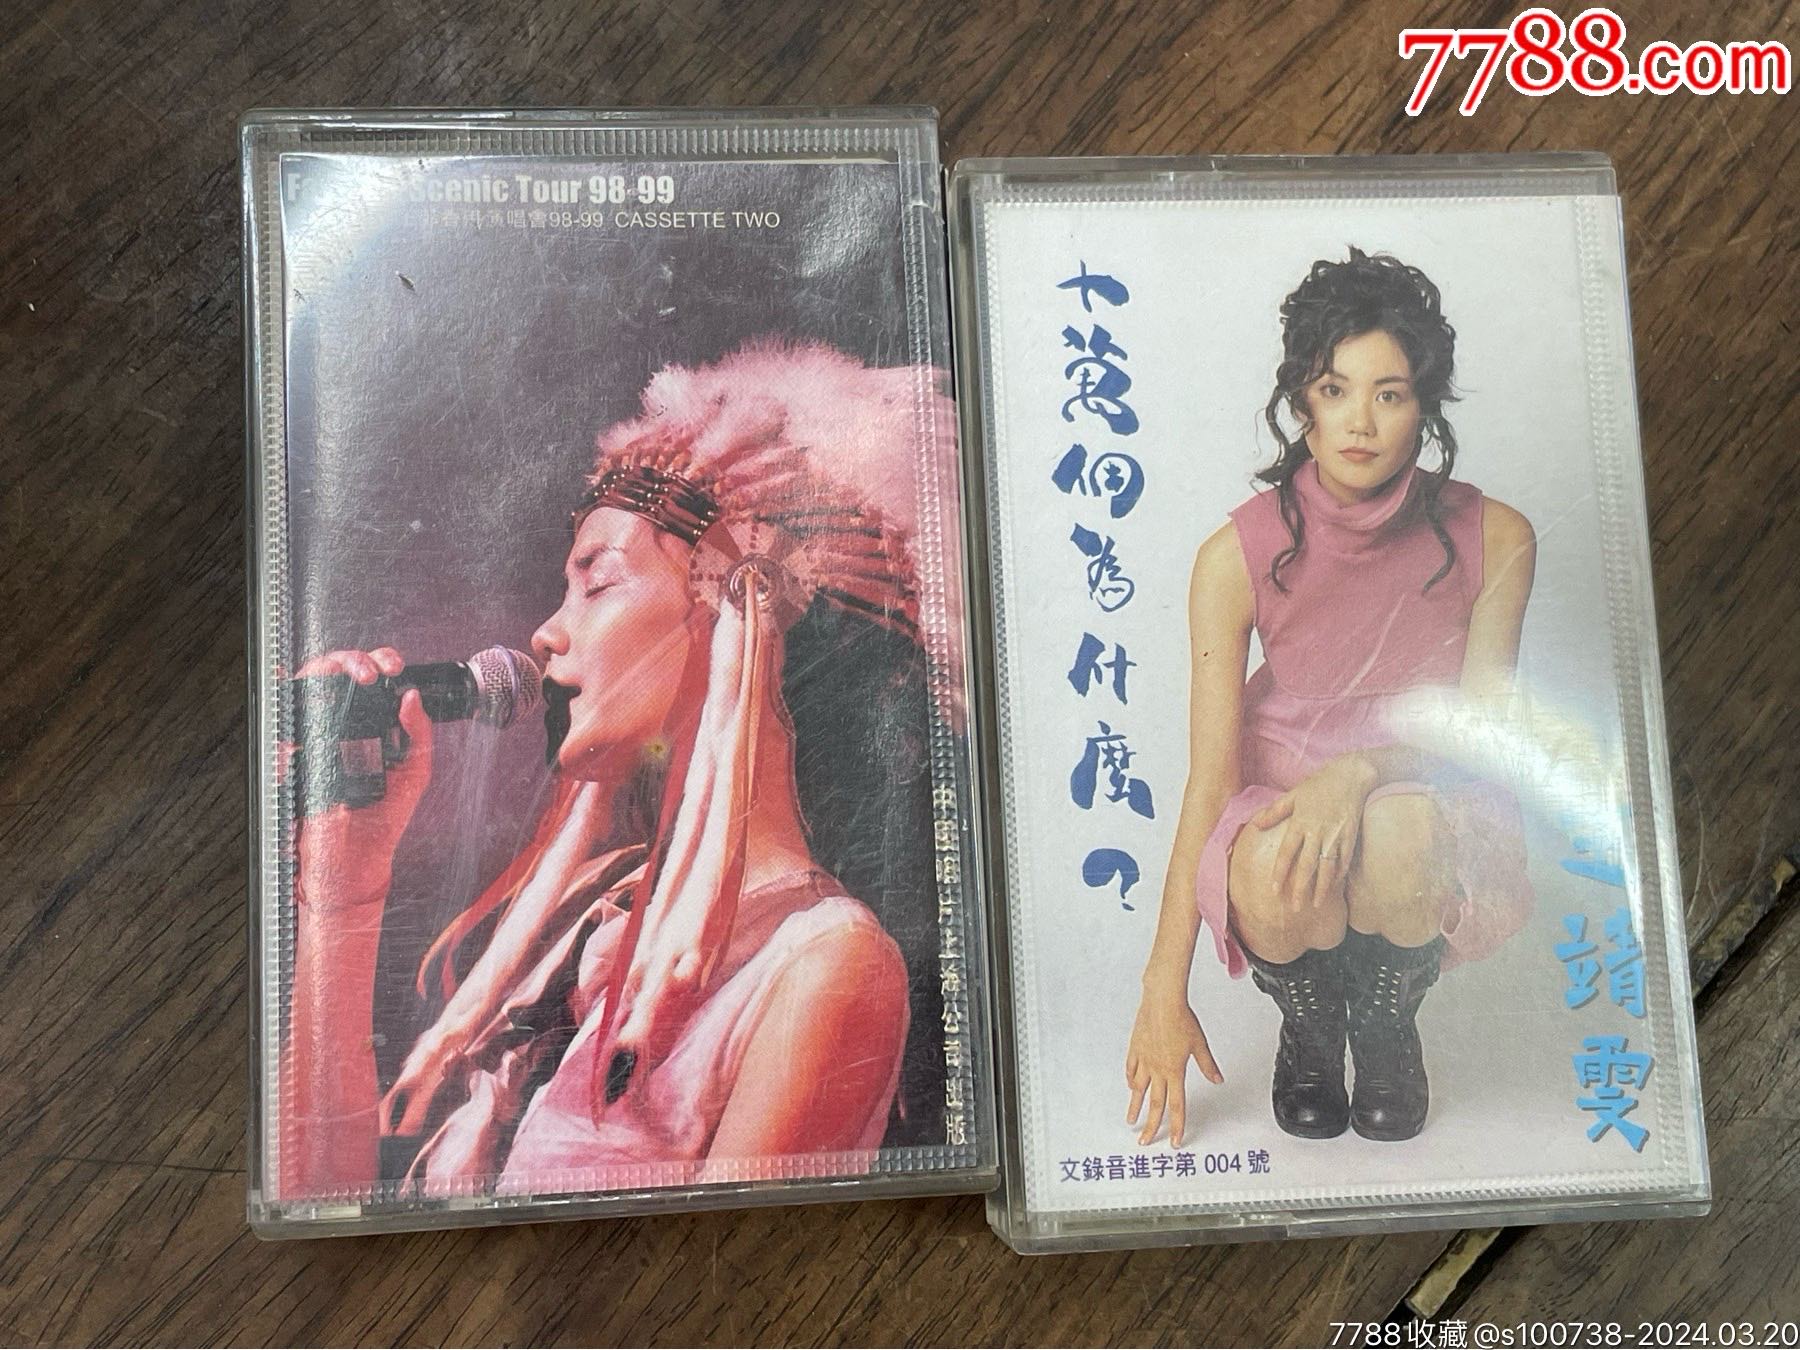 7788.com
Scenic Tour 98-99
唱會98-99 CASSETTE TWO
中國唱片上海公司出版
十萬個為什麼?
靖雯
文錄音進字第 004 號
7788收藏 @s100738-2024.03.20